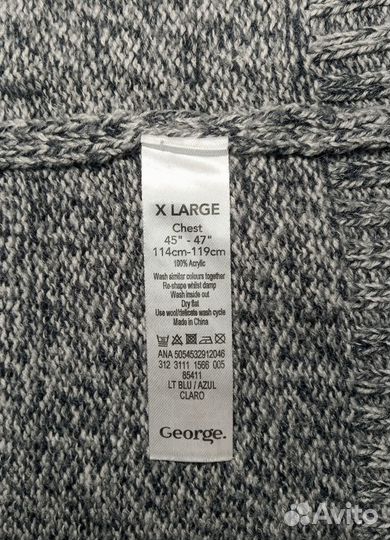 X LARGE
Chest
45" - 47"
114cm-119cm
100% Acrylic
Wash similar colours together
Re-shape whilst damp
Wash inside out
Dry flat
Use wool/delicate wash cycle
Made in China
ANA 5054532912046
312 3111 1566 005
85411
LT BLU / AZUL
CLARO
George.
Avito